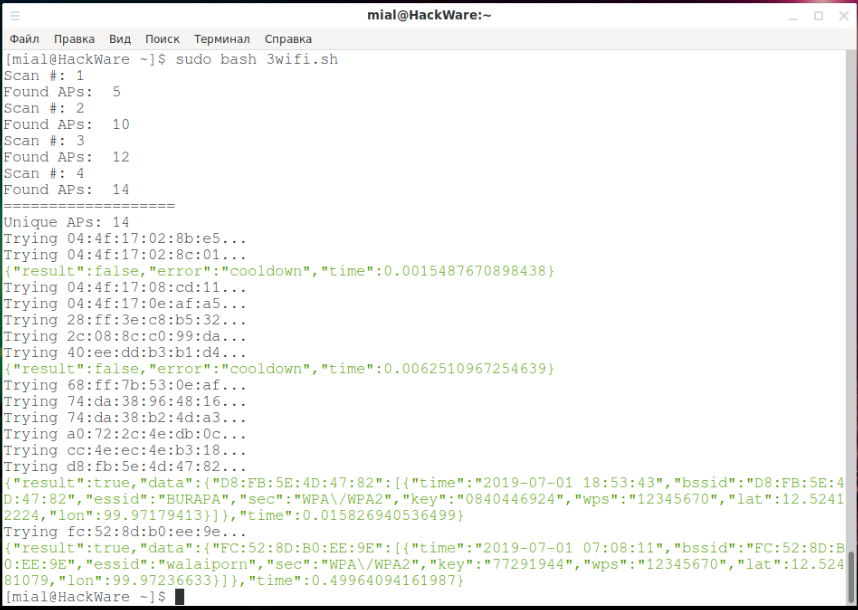 mial@HackWare:~
Файл Правка Вид Поиск Терминал Справка
[mial@HackWare ~]$ sudo bash 3wifi.sh
Scan #: 1
Found APs:  5
Scan #: 2
Found APs:  10
Scan #: 3
Found APs:  12
Scan #: 4
Found APs:  14
===================
Unique APs: 14
Trying 04:4f:17:02:8b:e5...
Trying 04:4f:17:02:8c:01...
{"result":false,"error":"cooldown","time":0.0015487670898438}
Trying 04:4f:17:08:cd:11...
Trying 04:4f:17:0e:af:a5...
Trying 28:ff:3e:c8:b5:32...
Trying 2c:08:8c:c0:99:da...
Trying 40:ee:dd:b3:b1:d4...
{"result":false,"error":"cooldown","time":0.0062510967254639}
Trying 68:ff:7b:53:0e:af...
Trying 74:da:38:96:48:16...
Trying 74:da:38:b2:4d:a3...
Trying a0:72:2c:4e:db:0c...
Trying cc:4e:ec:4e:b3:18...
Trying d8:fb:5e:4d:47:82...
{"result":true,"data":{"D8:FB:5E:4D:47:82":[{"time":"2019-07-01 18:53:43","bssid":"D8:FB:5E:4
D:47:82","essid":"BURAPA","sec":"WPA\/WPA2","key":"0840446924","wps":"12345670","lat":12.5241
2224,"lon":99.97179413}]},"time":0.015826940536499}
Trying fc:52:8d:b0:ee:9e...
{"result":true,"data":{"FC:52:8D:B0:EE:9E":[{"time":"2019-07-01 07:08:11","bssid":"FC:52:8D:B
0:EE:9E","essid":"walaiporn","sec":"WPA\/WPA2","key":"77291944","wps":"12345670","lat":12.524
81079,"lon":99.97236633}]},"time":0.49964094161987}
[mial@HackWare ~]$